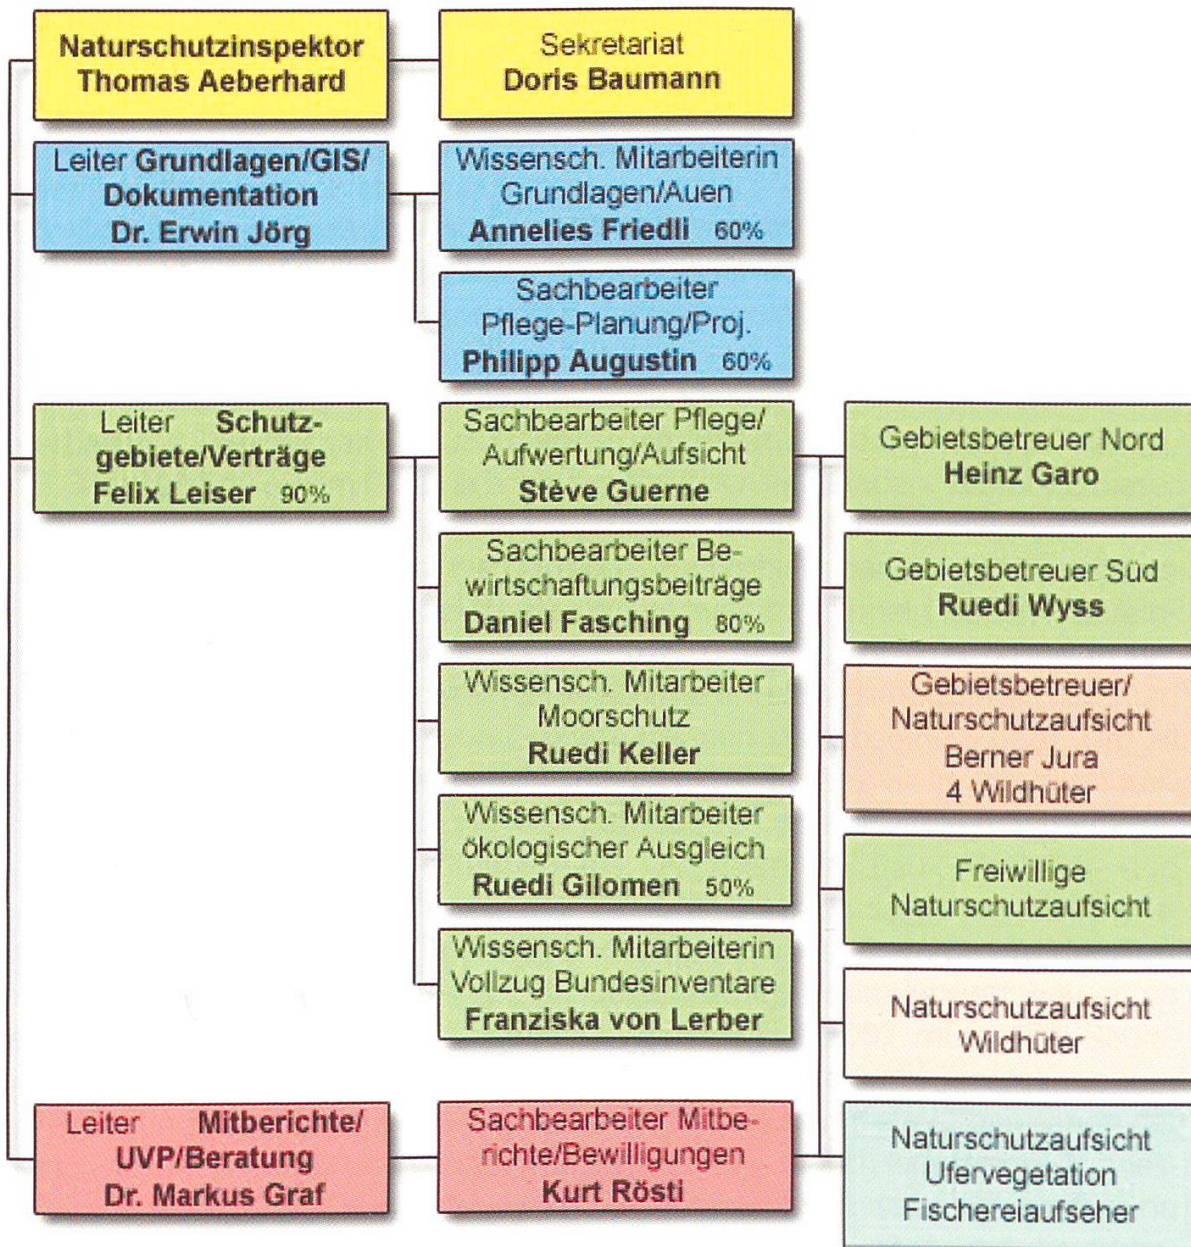 Naturschutzinspektor
Thomas Aeberhard
Sekretariat
Doris Baumann
Leiter Grundlagen/GIS/
Dokumentation
Dr. Erwin Jörg
Wissensch. Mitarbeiterin
Grundlagen/Auen
Annelies Friedli 60%
Sachbearbeiter
Pflege-Planung/Proj.
Philipp Augustin 60%
Leiter Schutz-
gebiete/Verträge
Felix Leiser 90%
Sachbearbeiter Pflege/
Aufwertung/Aufsicht
Stève Guerne
Gebietsbetreuer Nord
Heinz Garo
Sachbearbeiter Be-
wirtschaftungsbeiträge
Daniel Fasching 80%
Gebietsbetreuer Süd
Ruedi Wyss
Wissensch. Mitarbeiter
Moorschutz
Ruedi Keller
Gebietsbetreuer/
Naturschutzaufsicht
Berner Jura
4 Wildhüter
Wissensch. Mitarbeiter
ökologischer Ausgleich
Ruedi Gilomen 50%
Freiwillige
Naturschutzaufsicht
Wissensch. Mitarbeiterin
Vollzug Bundesinventare
Franziska von Lerber
Naturschutzaufsicht
Wildhüter
Leiter Mitberichte/
UVP/Beratung
Dr. Markus Graf
Sachbearbeiter Mitbe-
richte/Bewilligungen
Kurt Rösti
Naturschutzaufsicht
Ufervegetation
Fischereiaufseher